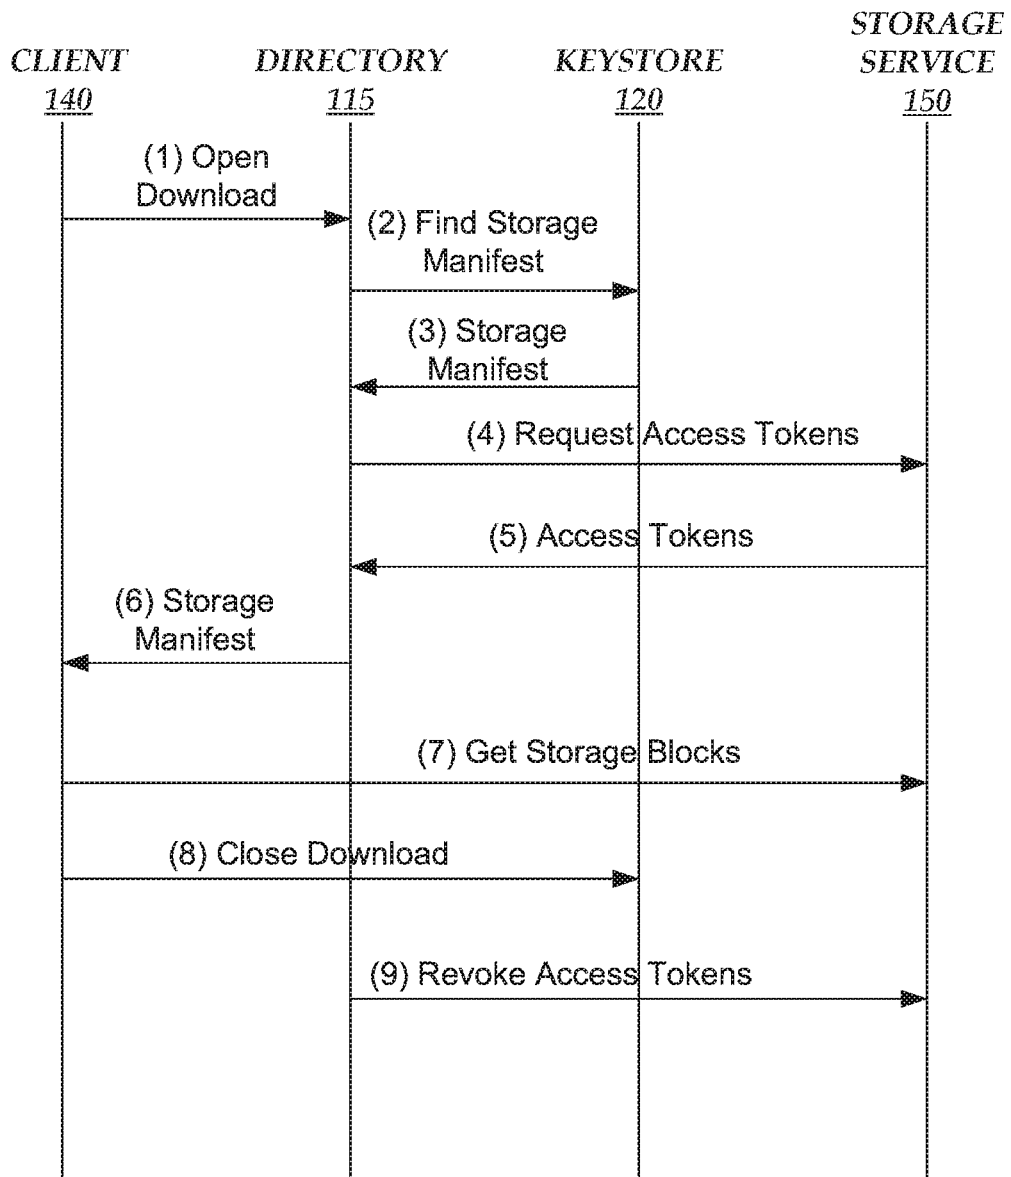 CLIENT
140
DIRECTORY
115
KEYSTORE
120
STORAGE
SERVICE
150
(1) Open
Download
(2) Find Storage
Manifest
(3) Storage
Manifest
(4) Request Access Tokens
(5) Access Tokens
(6) Storage
Manifest
(7) Get Storage Blocks
(8) Close Download
(9) Revoke Access Tokens